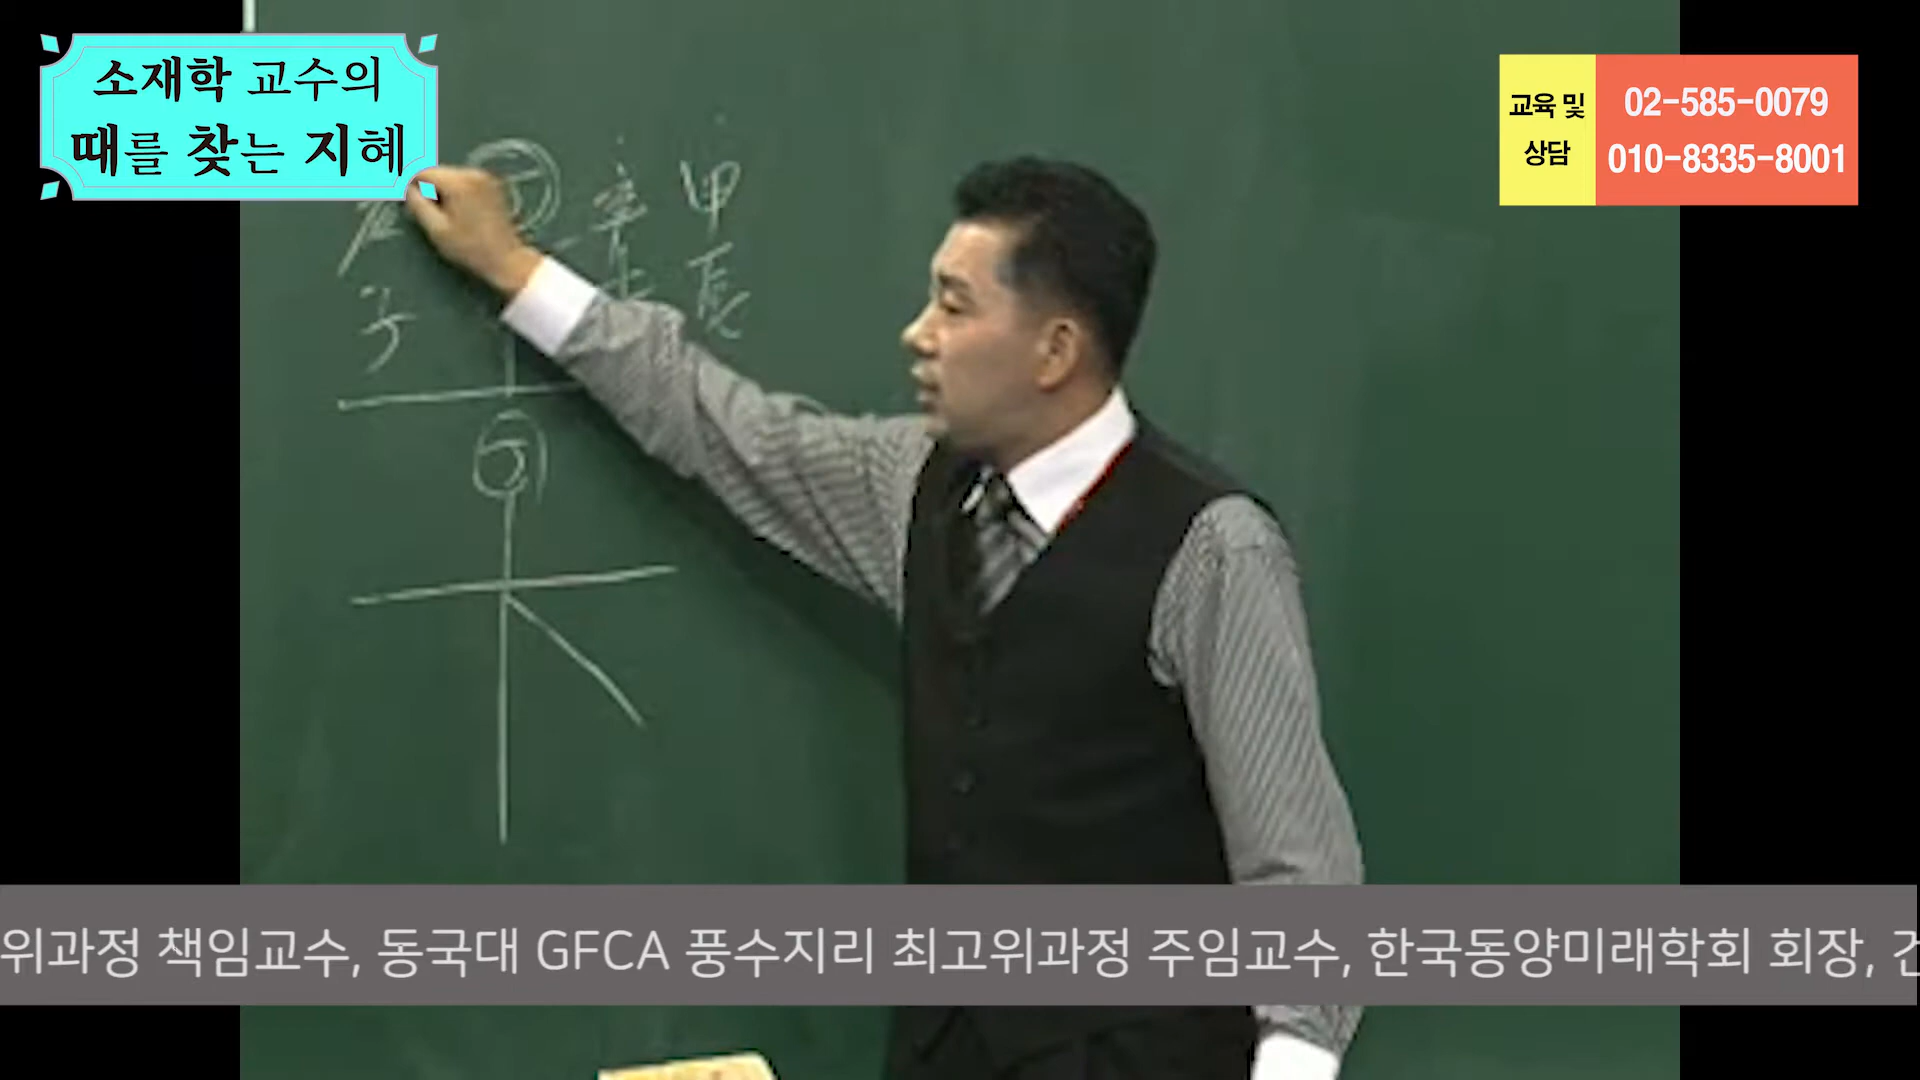 소재학 교수의
때를 찾는 지혜
교육 및
상담
02-585-0079
010-8335-8001
辛 甲
子 丑 辰
위과정 책임교수, 동국대 GFCA 풍수지리 최고위과정 주임교수, 한국동양미래학회 회장, 건